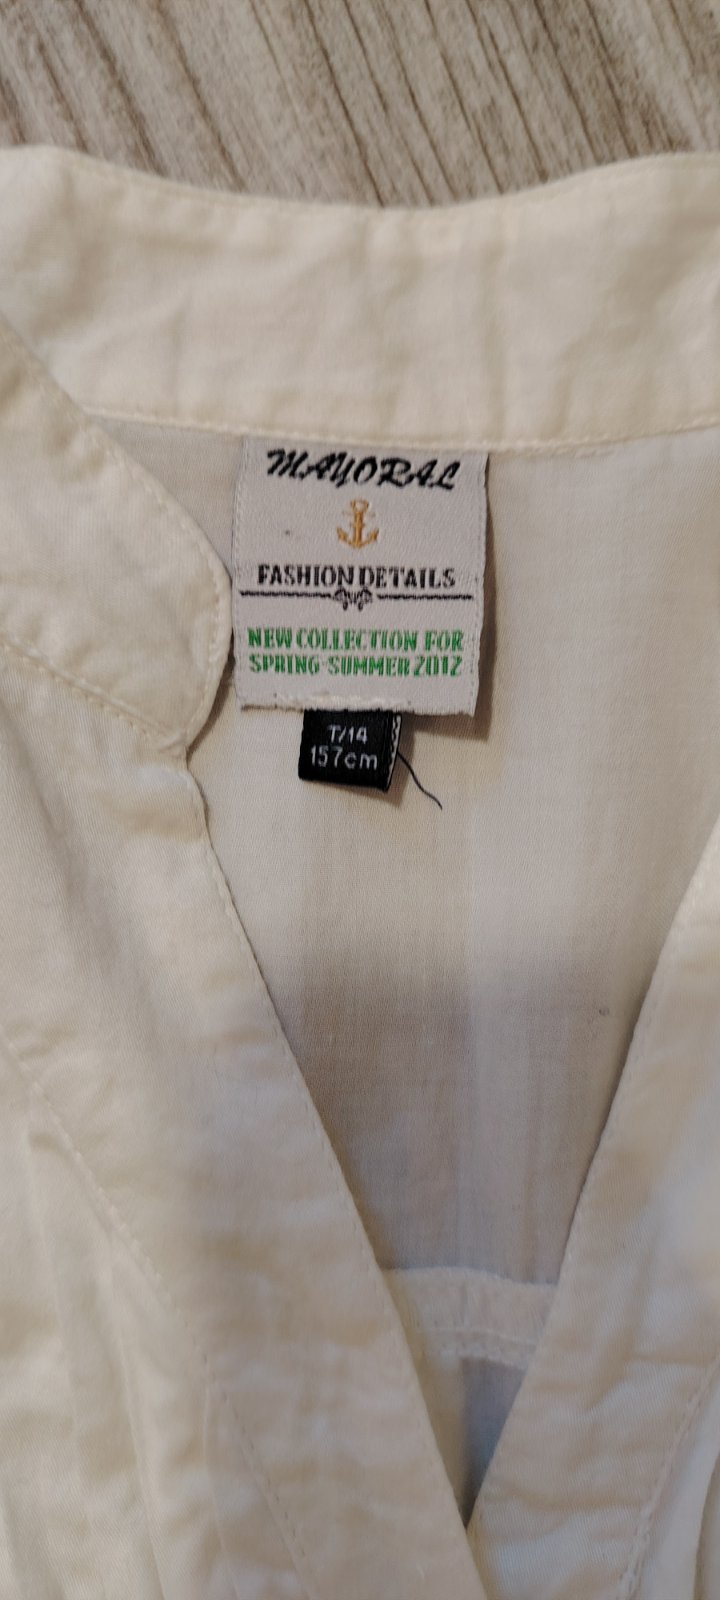 MAYORAL
FASHION DETAILS
NEW COLLECTION FOR
SPRING-SUMMER 2012
T/14
157cm